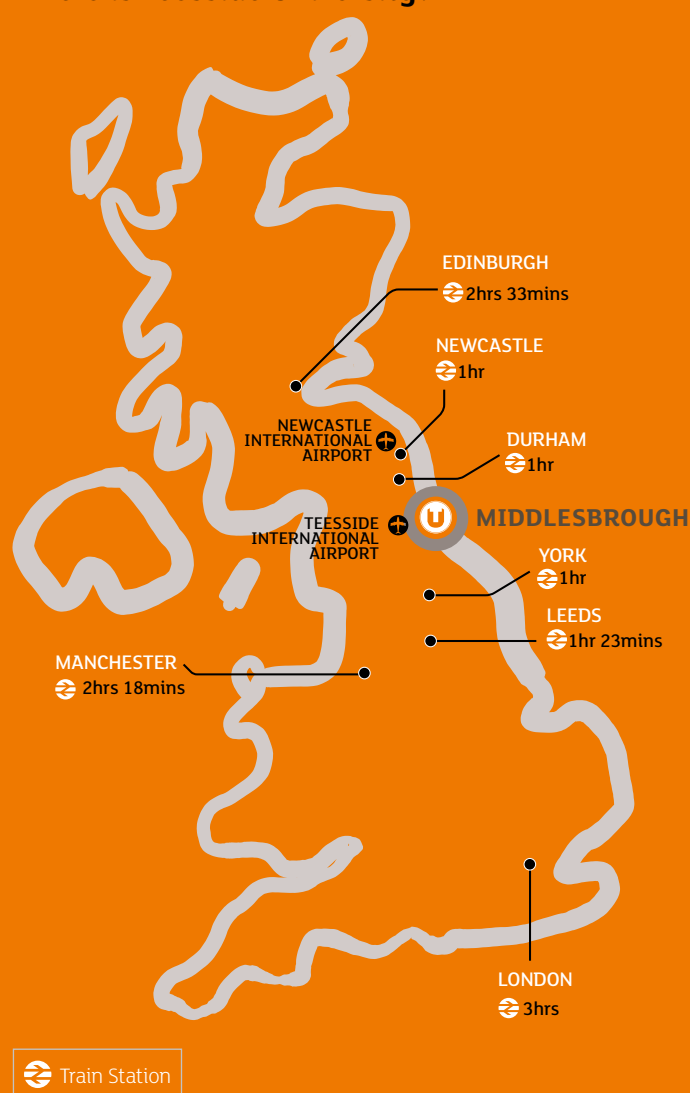 EDINBURGH
2hrs 33mins
NEWCASTLE
1hr
NEWCASTLE
INTERNATIONAL
AIRPORT
DURHAM
1hr
U MIDDLESBROUGH
TEESSIDE
INTERNATIONAL
AIRPORT
YORK
1hr
LEEDS
1hr 23mins
MANCHESTER
2hrs 18mins
LONDON
3hrs
Train Station